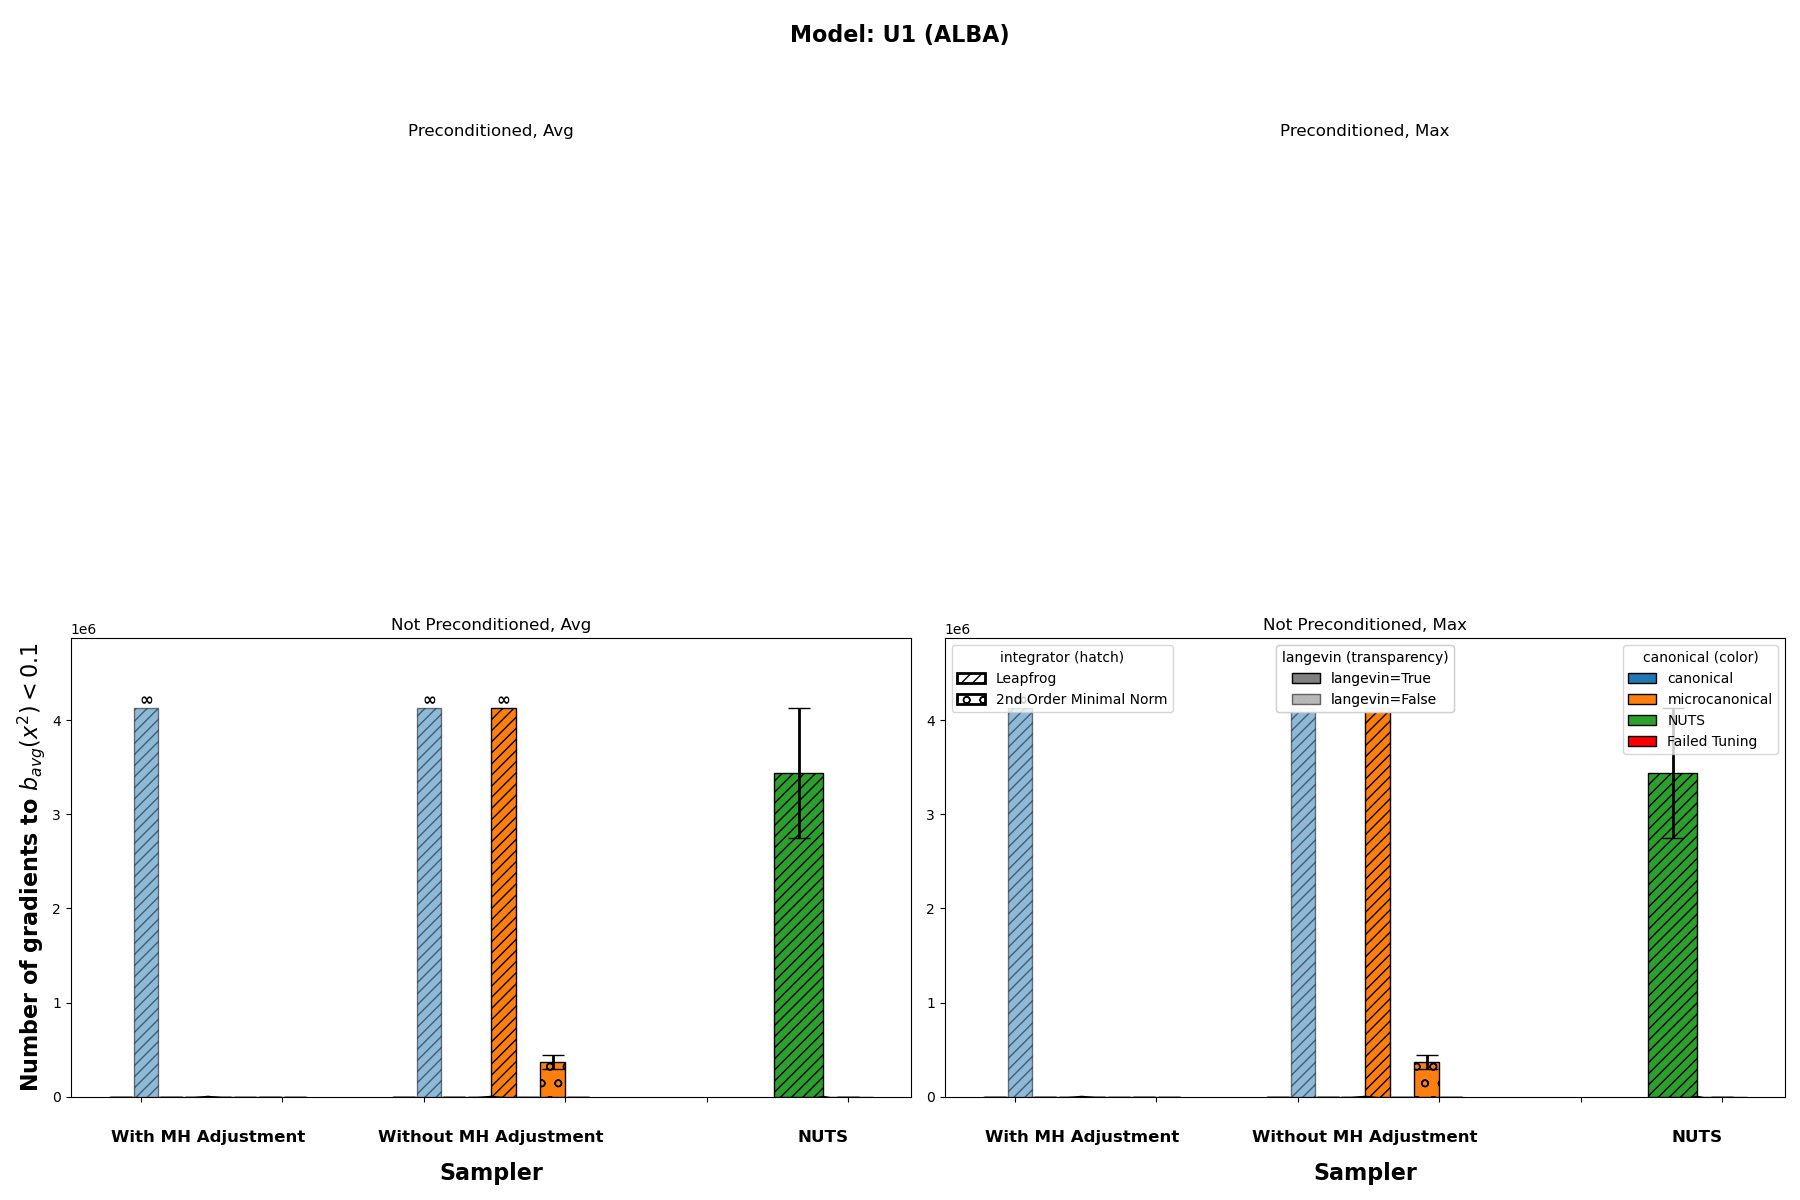 Model: U1 (ALBA)
Preconditioned, Avg
Preconditioned, Max
Not Preconditioned, Avg
1e6
Number of gradients to b_{avg}(x^2) < 0.1
4
3
2
1
0
∞
∞
∞
With MH Adjustment
Without MH Adjustment
NUTS
Sampler
Not Preconditioned, Max
1e6
4
3
2
1
0
integrator (hatch)
Leapfrog
2nd Order Minimal Norm
langevin (transparency)
langevin=True
langevin=False
canonical (color)
canonical
microcanonical
NUTS
Failed Tuning
With MH Adjustment
Without MH Adjustment
NUTS
Sampler